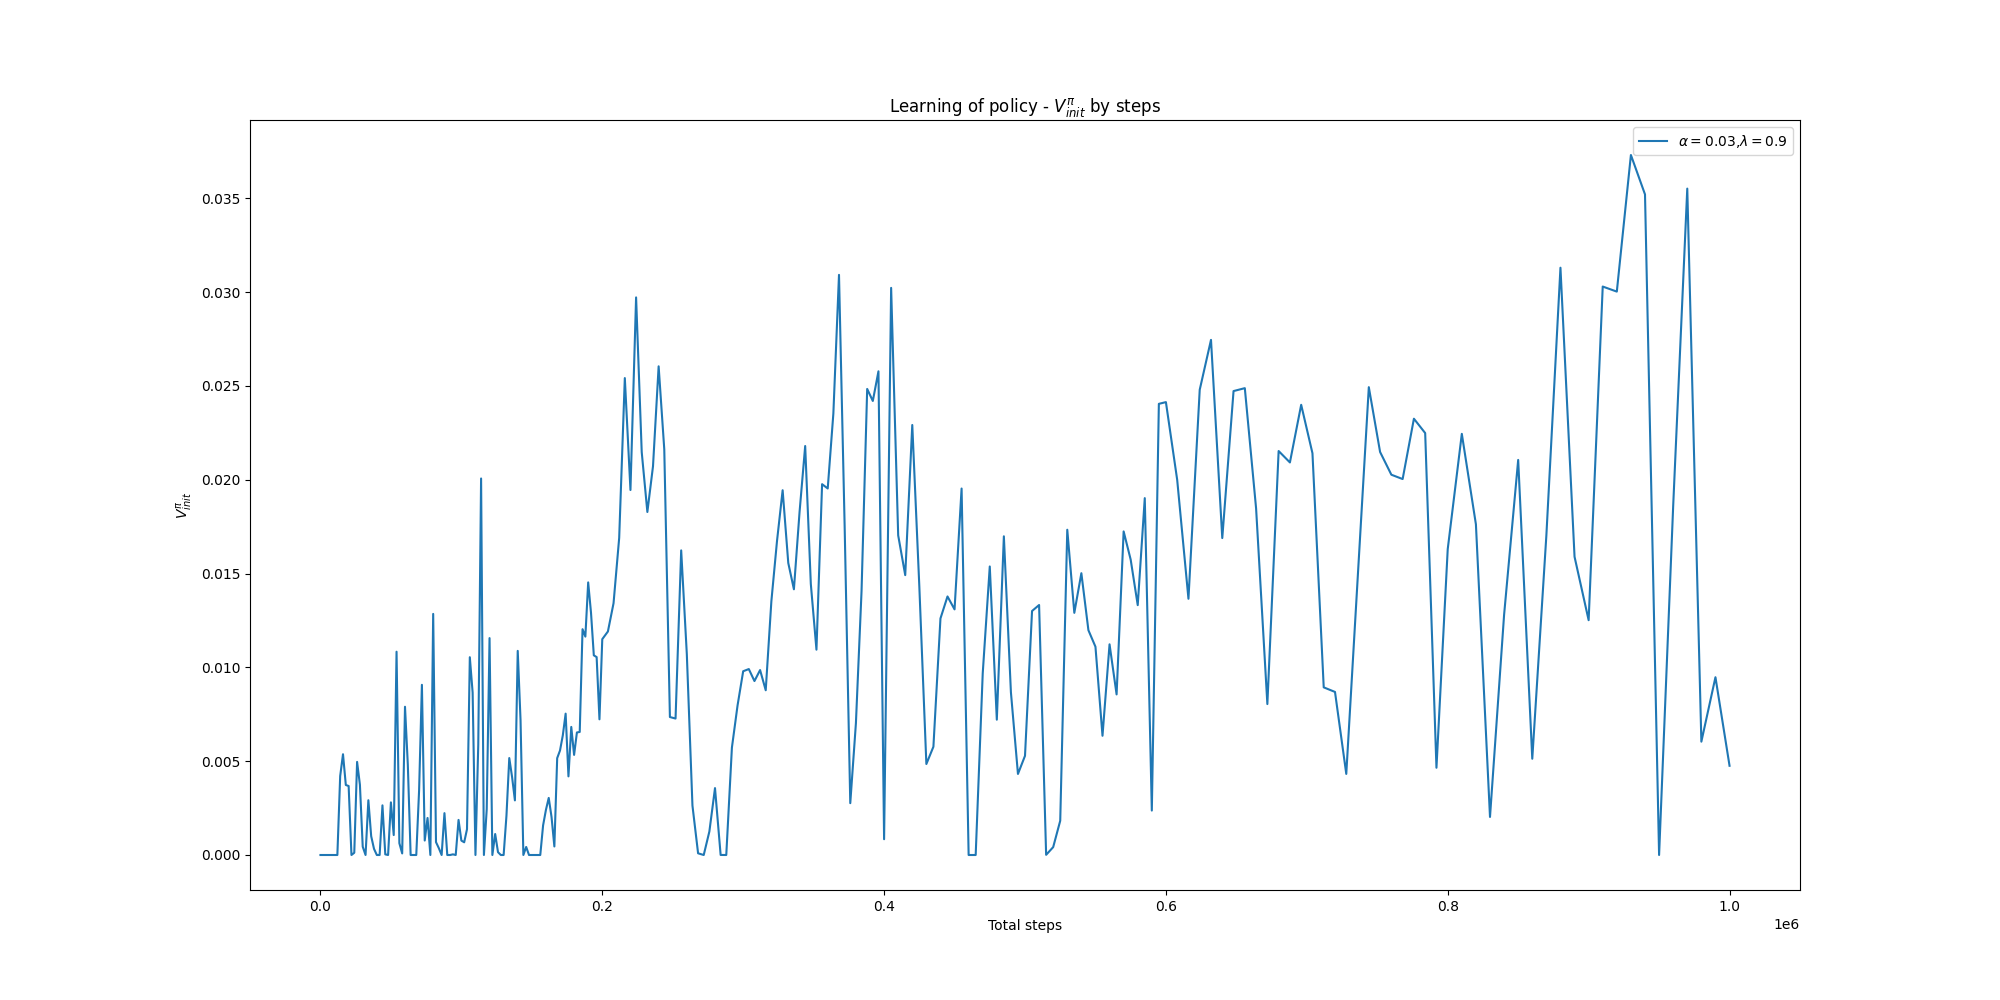 Learning of policy - $V_{init}^{\pi}$ by steps
α = 0.03,λ = 0.9
$V_{init}^{\pi}$
0.035
0.030
0.025
0.020
0.015
0.010
0.005
0.000
0.0 0.2 0.4 0.6 0.8 1.0
Total steps
1e6